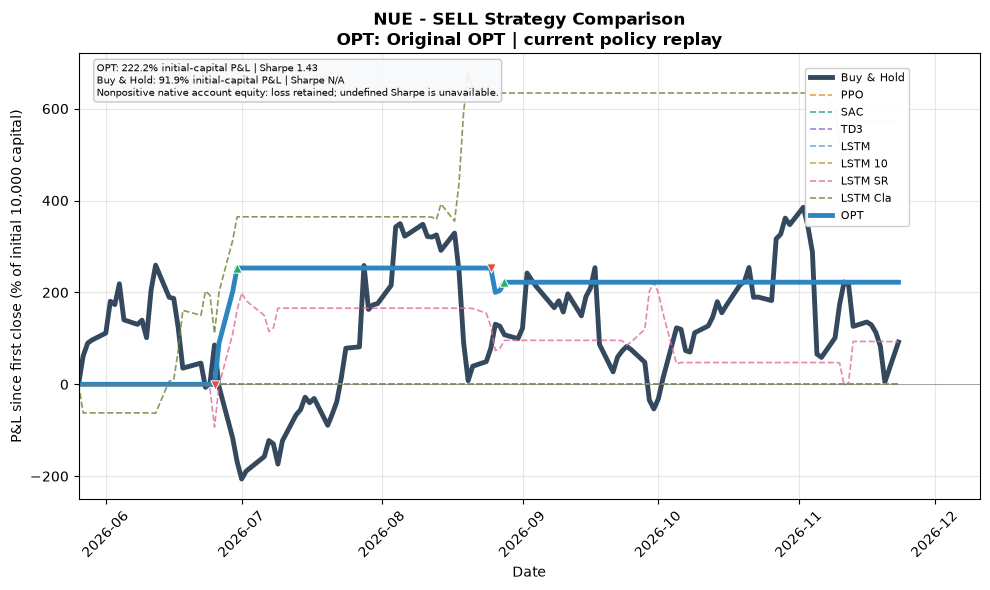 NUE - SELL Strategy Comparison
OPT: Original OPT | current policy replay
OPT: 222.2% initial-capital P&L | Sharpe 1.43
Buy & Hold: 91.9% initial-capital P&L | Sharpe N/A
Nonpositive native account equity: loss retained; undefined Sharpe is unavailable.
Buy & Hold
PPO
SAC
TD3
LSTM
LSTM 10
LSTM SR
LSTM Cla
OPT
P&L since first close (% of initial 10,000 capital)
600
400
200
0
−200
2026-06
2026-07
2026-08
2026-09
2026-10
2026-11
2026-12
Date